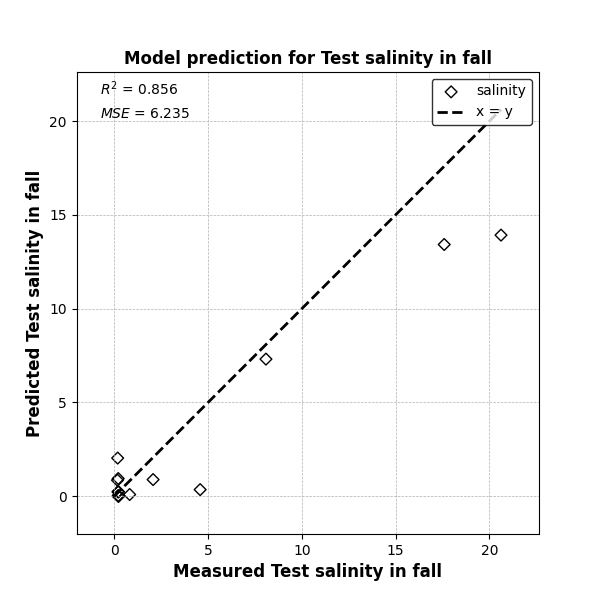 Model prediction for Test salinity in fall
R² = 0.856
MSE = 6.235
salinity
x = y
Predicted Test salinity in fall
20
15
10
5
0
0 5 10 15 20
Measured Test salinity in fall